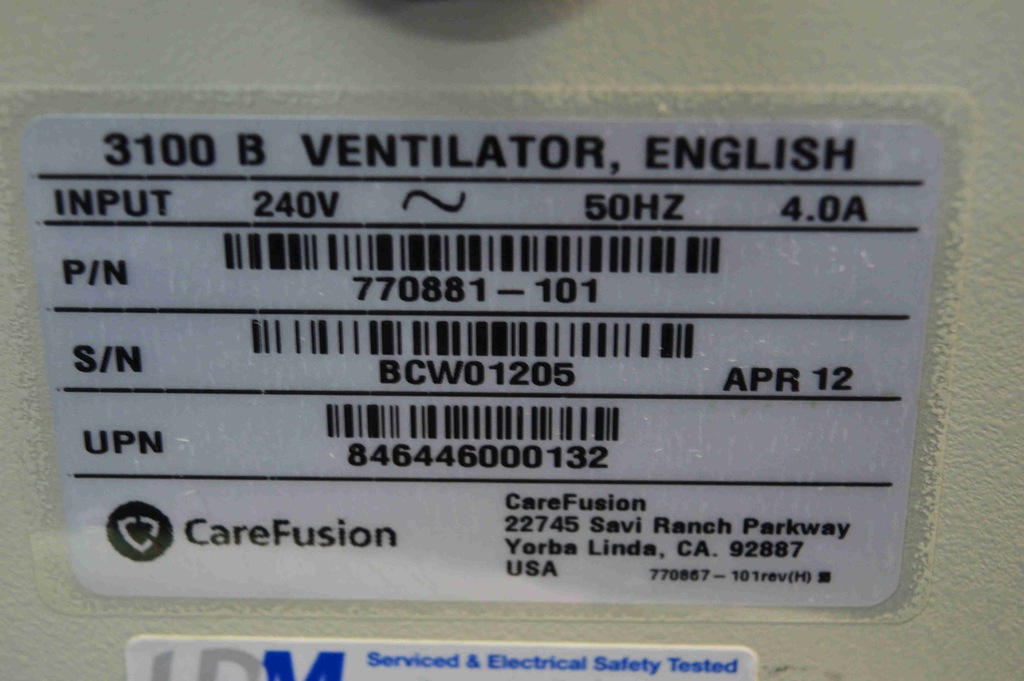 3100 B VENTILATOR, ENGLISH
INPUT 240V ~ 50HZ 4.0A
P/N 770881-101
S/N BCW01205 APR 12
UPN 846446000132
CareFusion
CareFusion
22745 Savi Ranch Parkway
Yorba Linda, CA. 92887
USA 770867-101rev(H)
Serviced & Electrical Safety Tested